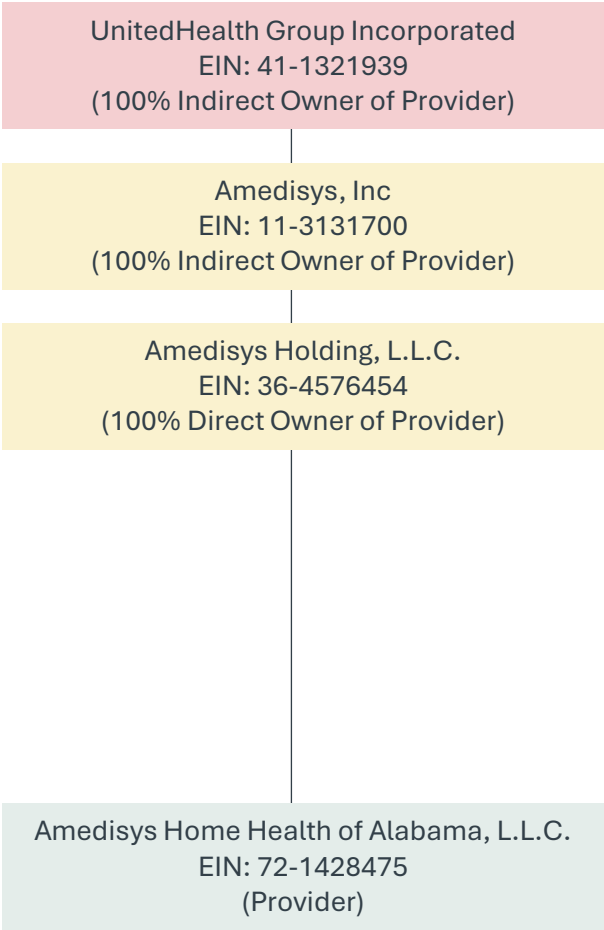 UnitedHealth Group Incorporated
EIN: 41-1321939
(100% Indirect Owner of Provider)
Amedisys, Inc
EIN: 11-3131700
(100% Indirect Owner of Provider)
Amedisys Holding, L.L.C.
EIN: 36-4576454
(100% Direct Owner of Provider)
Amedisys Home Health of Alabama, L.L.C.
EIN: 72-1428475
(Provider)